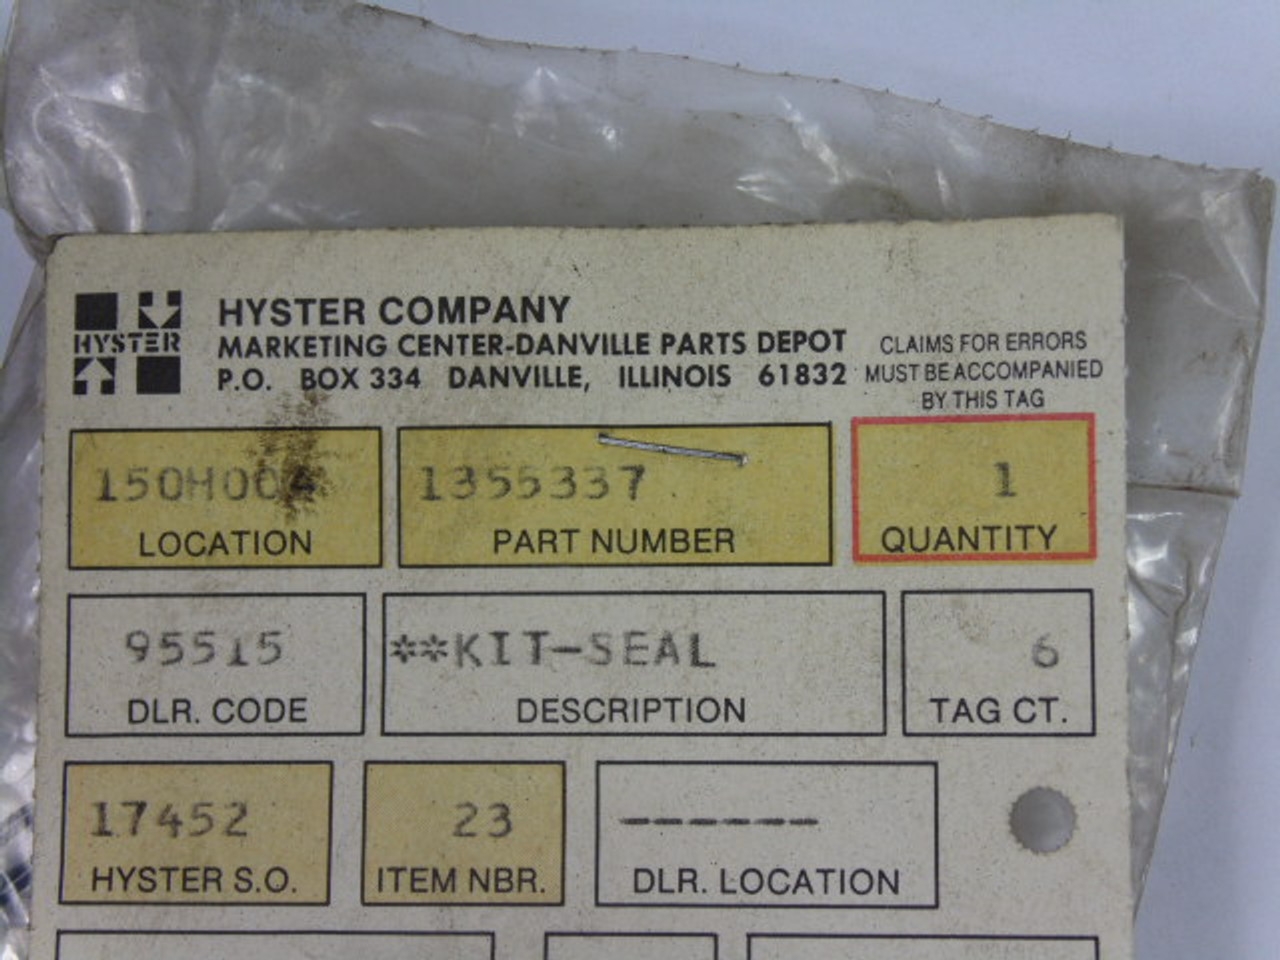 HYSTER
HYSTER COMPANY
MARKETING CENTER-DANVILLE PARTS DEPOT
P.O. BOX 334 DANVILLE, ILLINOIS 61832
CLAIMS FOR ERRORS
MUST BE ACCOMPANIED
BY THIS TAG
1355337 1
LOCATION PART NUMBER QUANTITY
95515 **KIT-SEAL 6
DLR. CODE DESCRIPTION TAG CT.
17452 23 ------
HYSTER S.O. ITEM NBR. DLR. LOCATION